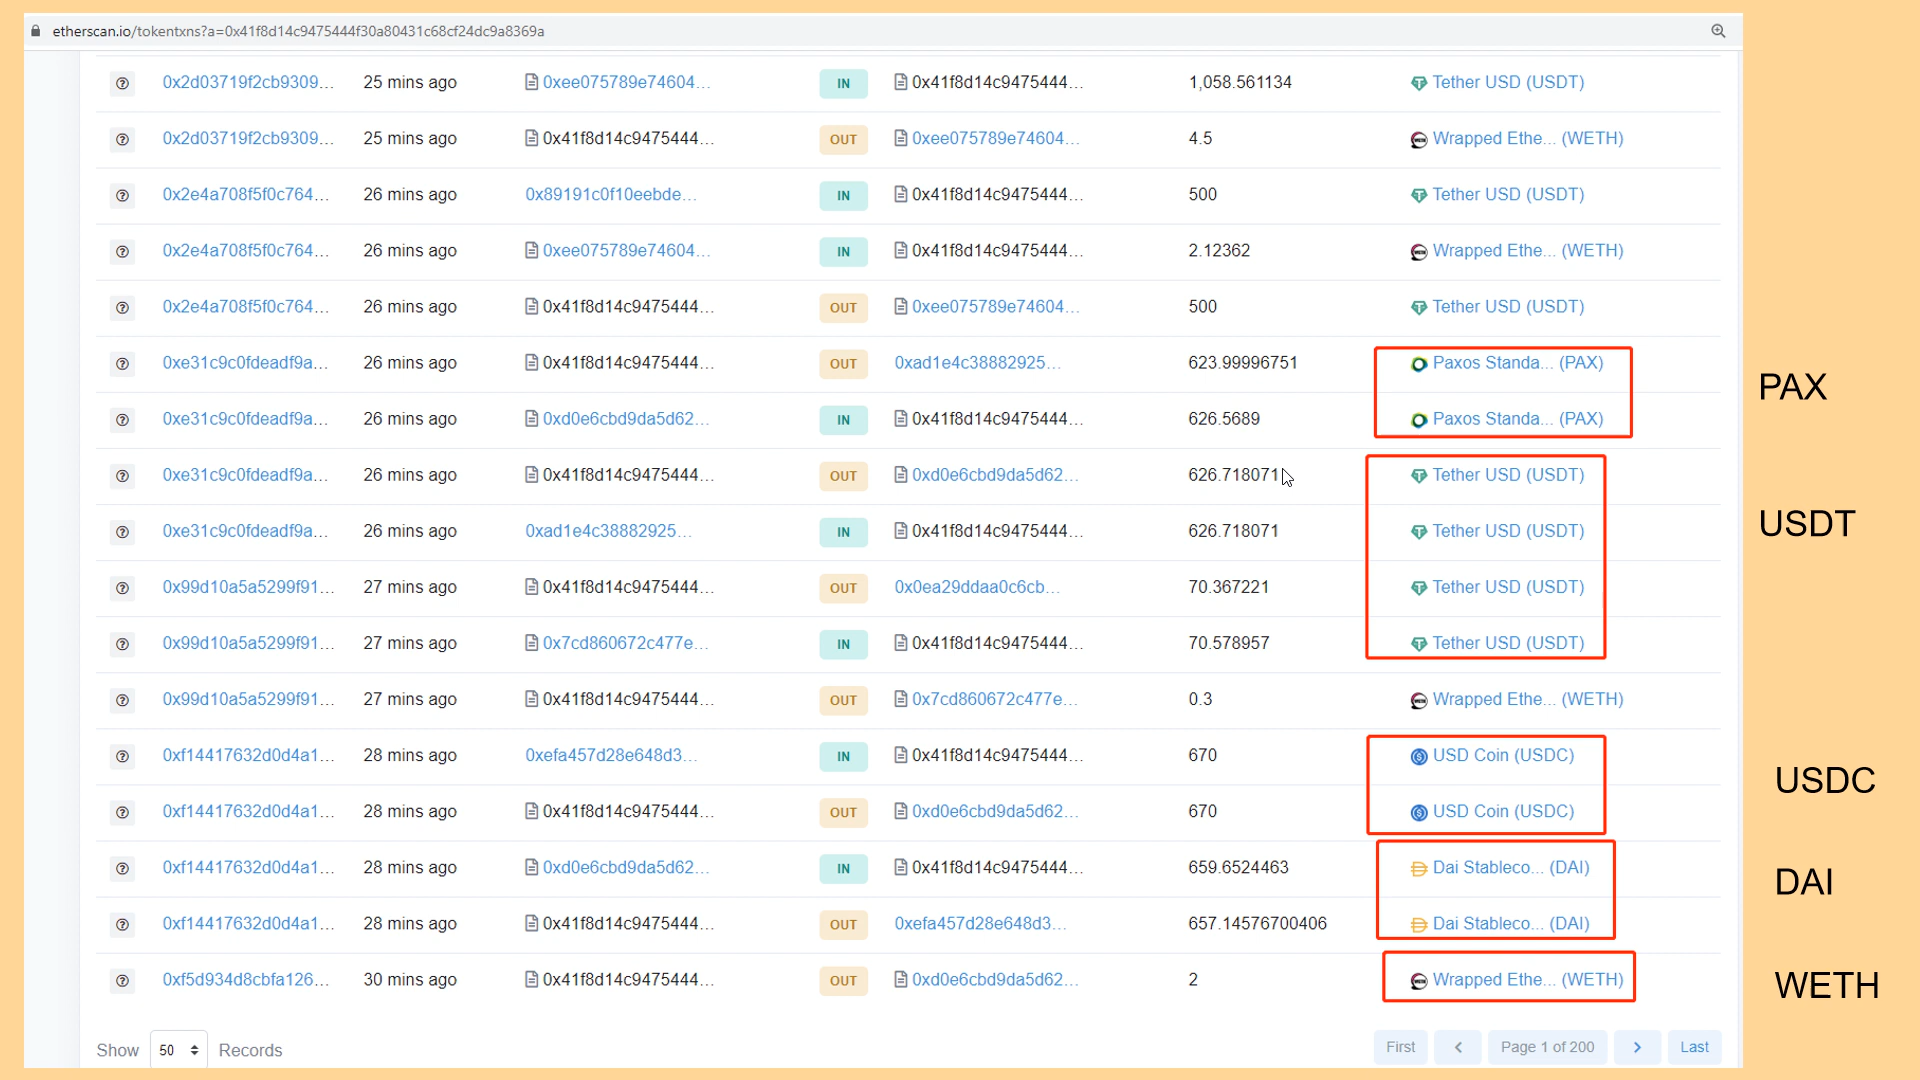 etherscan.io/tokentxns?a=0x41f8d14c9475444f30a80431c68cf24dc9a8369a
0x2d03719f2cb9309... 25 mins ago 0xee075789e74604... IN 0x41f8d14c9475444... 1,058.561134 Tether USD (USDT)
0x2d03719f2cb9309... 25 mins ago 0x41f8d14c9475444... OUT 0xee075789e74604... 4.5 Wrapped Ethe... (WETH)
0x2e4a708f5f0c764... 26 mins ago 0x89191c0f10eebde... IN 0x41f8d14c9475444... 500 Tether USD (USDT)
0x2e4a708f5f0c764... 26 mins ago 0xee075789e74604... IN 0x41f8d14c9475444... 2.12362 Wrapped Ethe... (WETH)
0x2e4a708f5f0c764... 26 mins ago 0x41f8d14c9475444... OUT 0xee075789e74604... 500 Tether USD (USDT)
0xe31c9c0fdeadf9a... 26 mins ago 0x41f8d14c9475444... OUT 0xad1e4c38882925... 623.99996751 Paxos Standa... (PAX)
PAX
0xe31c9c0fdeadf9a... 26 mins ago 0xd0e6cbd9da5d62... IN 0x41f8d14c9475444... 626.5689 Paxos Standa... (PAX)
0xe31c9c0fdeadf9a... 26 mins ago 0x41f8d14c9475444... OUT 0xd0e6cbd9da5d62... 626.718071 Tether USD (USDT)
USDT
0xe31c9c0fdeadf9a... 26 mins ago 0xad1e4c38882925... IN 0x41f8d14c9475444... 626.718071 Tether USD (USDT)
0x99d10a5a5299f91... 27 mins ago 0x41f8d14c9475444... OUT 0x0ea29ddaa0c6cb... 70.367221 Tether USD (USDT)
0x99d10a5a5299f91... 27 mins ago 0x7cd860672c477e... IN 0x41f8d14c9475444... 70.578957 Tether USD (USDT)
0x99d10a5a5299f91... 27 mins ago 0x41f8d14c9475444... OUT 0x7cd860672c477e... 0.3 Wrapped Ethe... (WETH)
0xf14417632d0d4a1... 28 mins ago 0xefa457d28e648d3... IN 0x41f8d14c9475444... 670 USD Coin (USDC)
USDC
0xf14417632d0d4a1... 28 mins ago 0x41f8d14c9475444... OUT 0xd0e6cbd9da5d62... 670 USD Coin (USDC)
0xf14417632d0d4a1... 28 mins ago 0xd0e6cbd9da5d62... IN 0x41f8d14c9475444... 659.6524463 Dai Stableco... (DAI)
DAI
0xf14417632d0d4a1... 28 mins ago 0x41f8d14c9475444... OUT 0xefa457d28e648d3... 657.14576700406 Dai Stableco... (DAI)
0xf5d934d8cbfa126... 30 mins ago 0x41f8d14c9475444... OUT 0xd0e6cbd9da5d62... 2 Wrapped Ethe... (WETH)
WETH
Show 50 Records First Page 1 of 200 Last